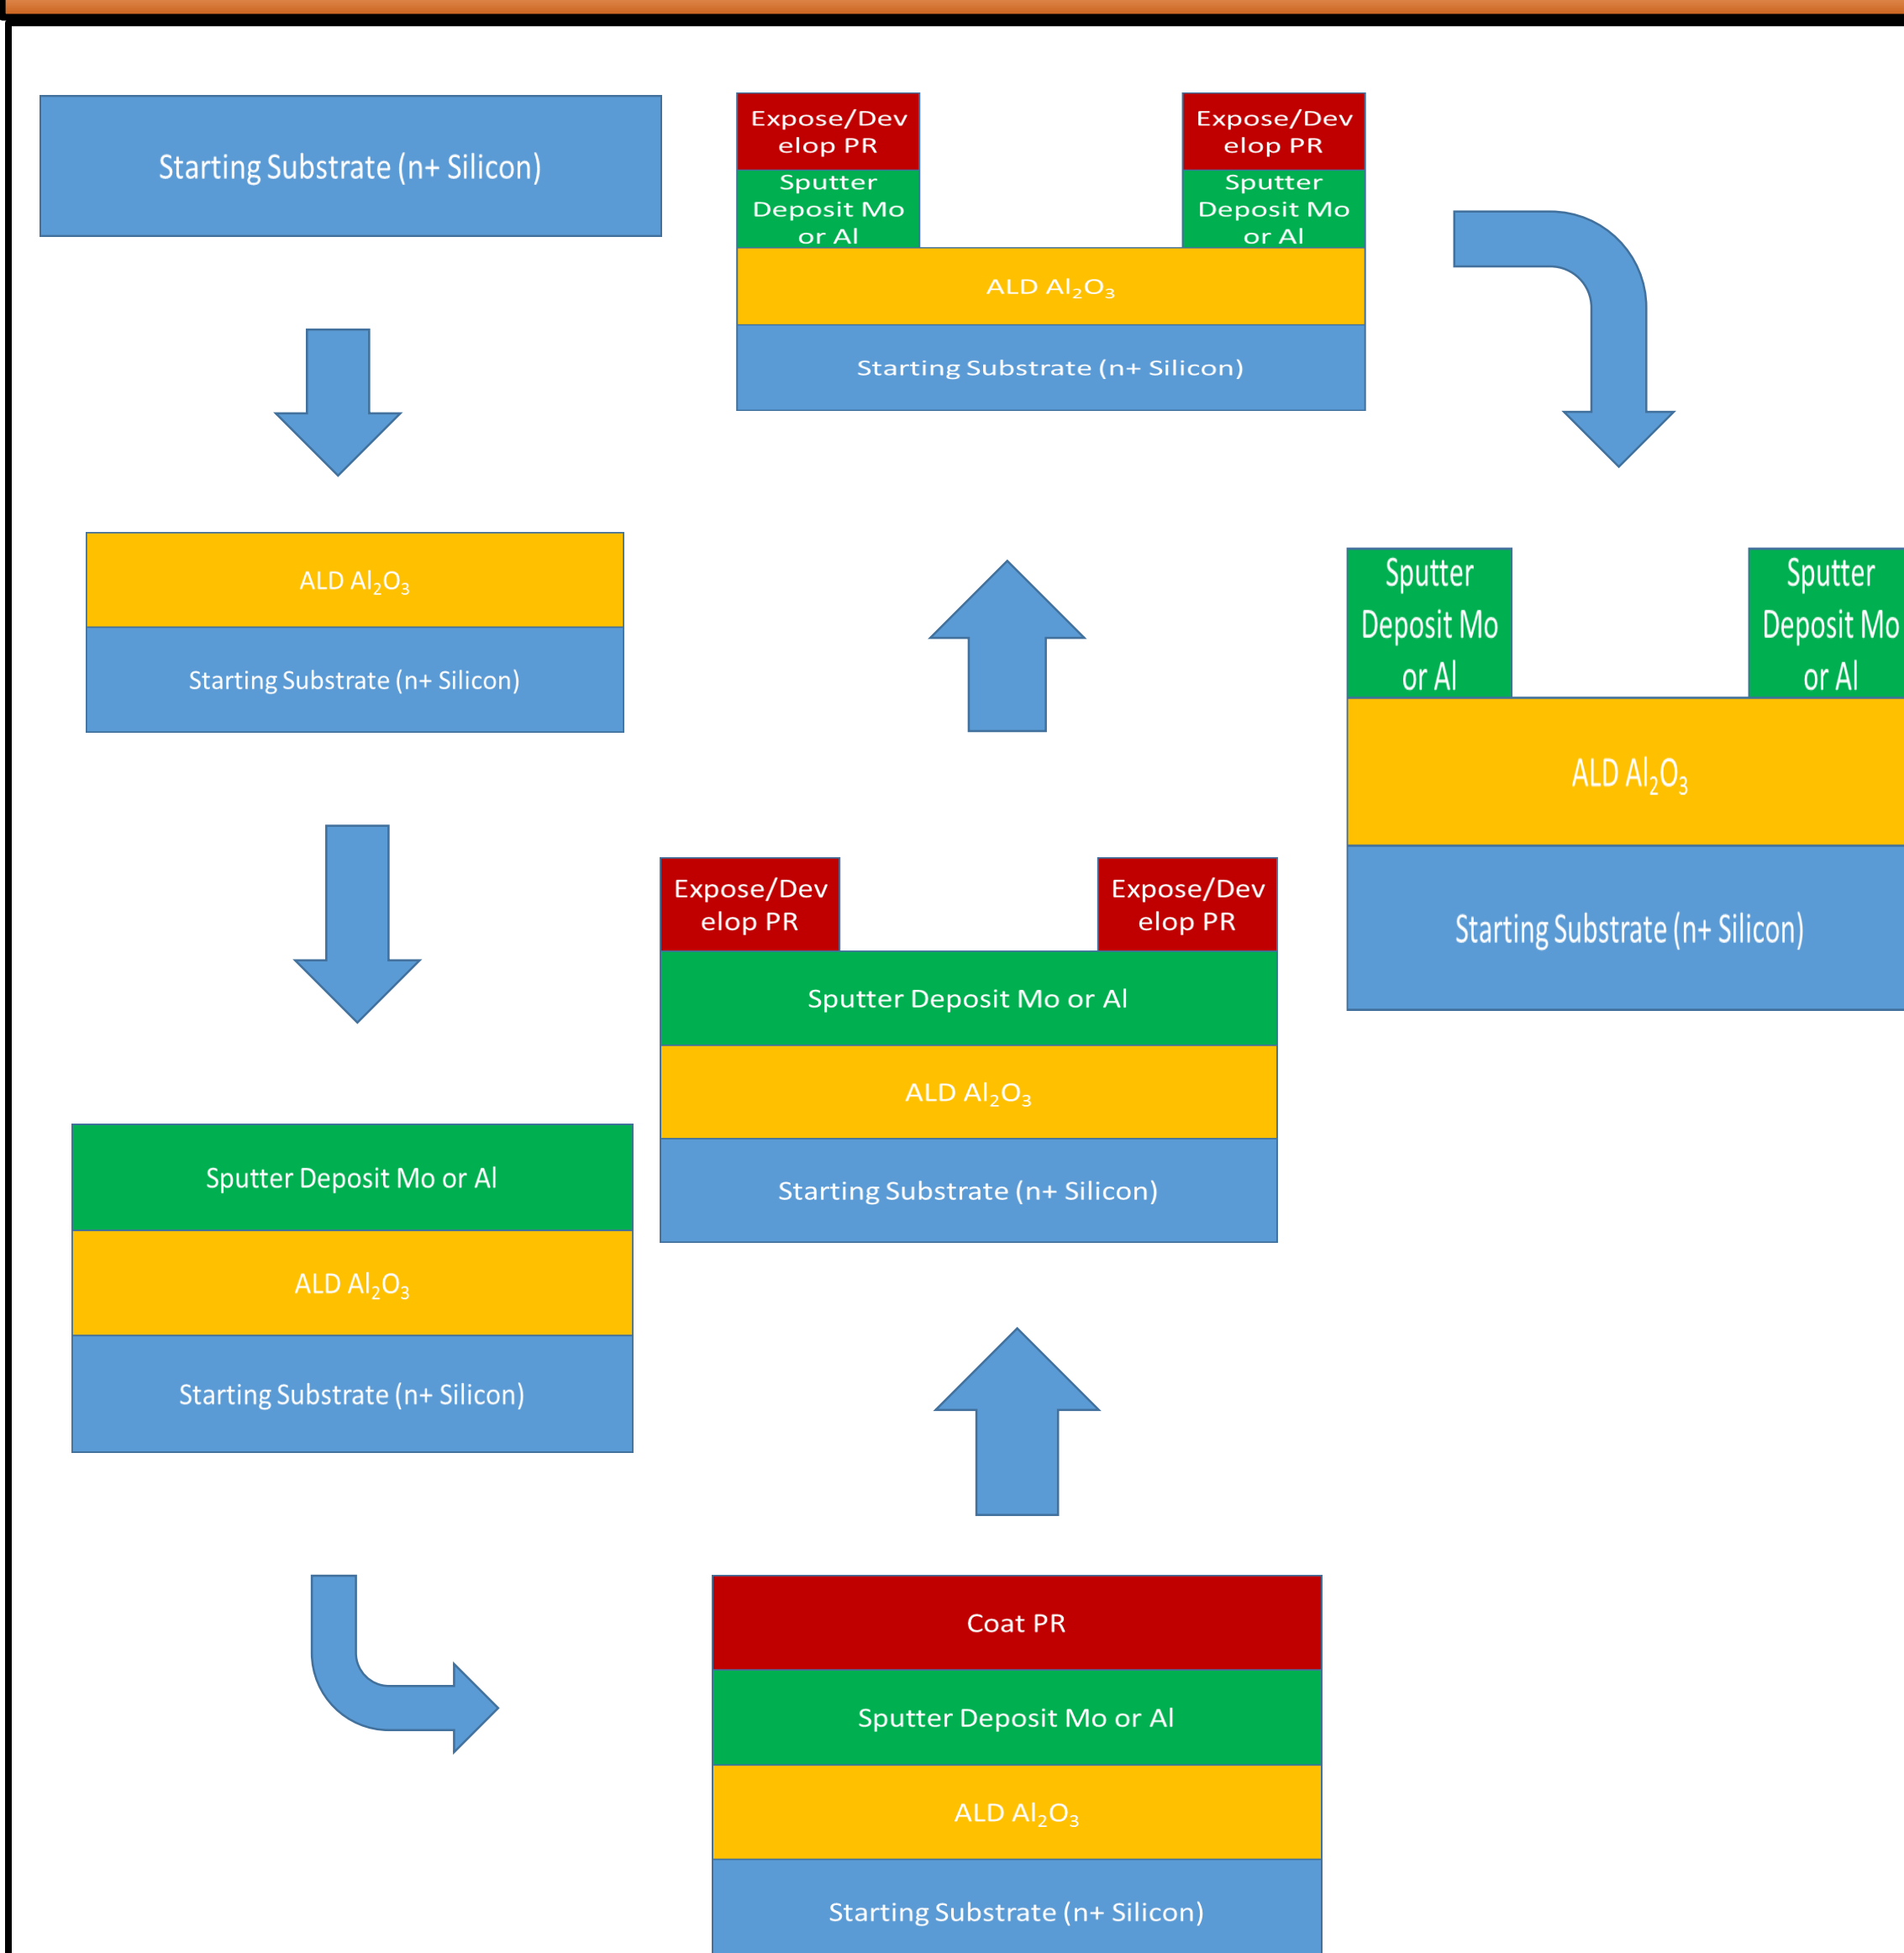 Starting Substrate (n+ Silicon)
ALD Al₂O₃
Starting Substrate (n+ Silicon)
Sputter Deposit Mo or Al
ALD Al₂O₃
Starting Substrate (n+ Silicon)
Coat PR
Sputter Deposit Mo or Al
ALD Al₂O₃
Starting Substrate (n+ Silicon)
Expose/Dev
elop PR
Expose/Dev
elop PR
Sputter Deposit Mo or Al
ALD Al₂O₃
Starting Substrate (n+ Silicon)
Expose/Dev
elop PR
Expose/Dev
elop PR
Sputter
Deposit Mo
or Al
Sputter
Deposit Mo
or Al
ALD Al₂O₃
Starting Substrate (n+ Silicon)
Sputter
Deposit Mo
or Al
Sputter
Deposit Mo
or Al
ALD Al₂O₃
Starting Substrate (n+ Silicon)